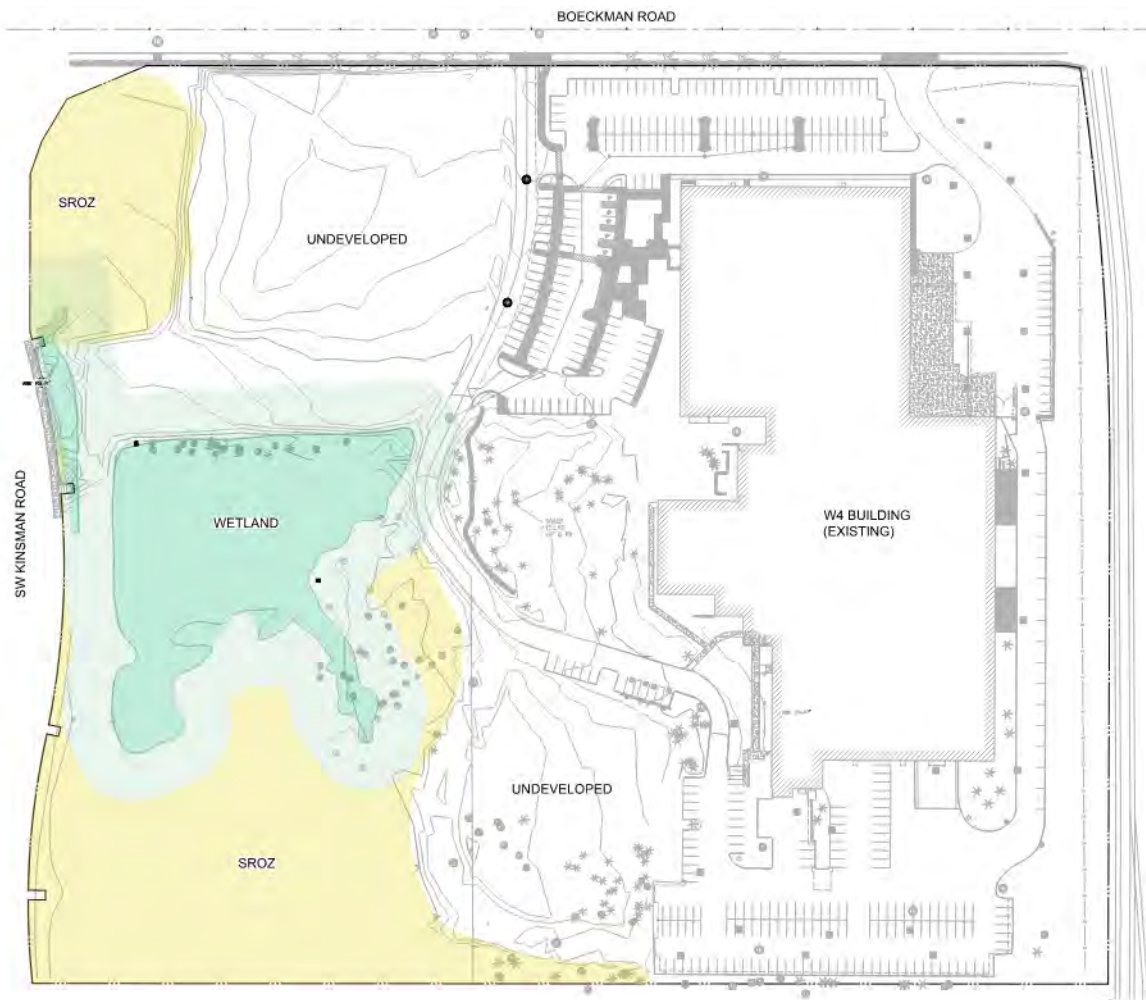 BOECKMAN ROAD
SROZ
UNDEVELOPED
SW KINSMAN ROAD
WETLAND
W4 BUILDING
(EXISTING)
UNDEVELOPED
SROZ